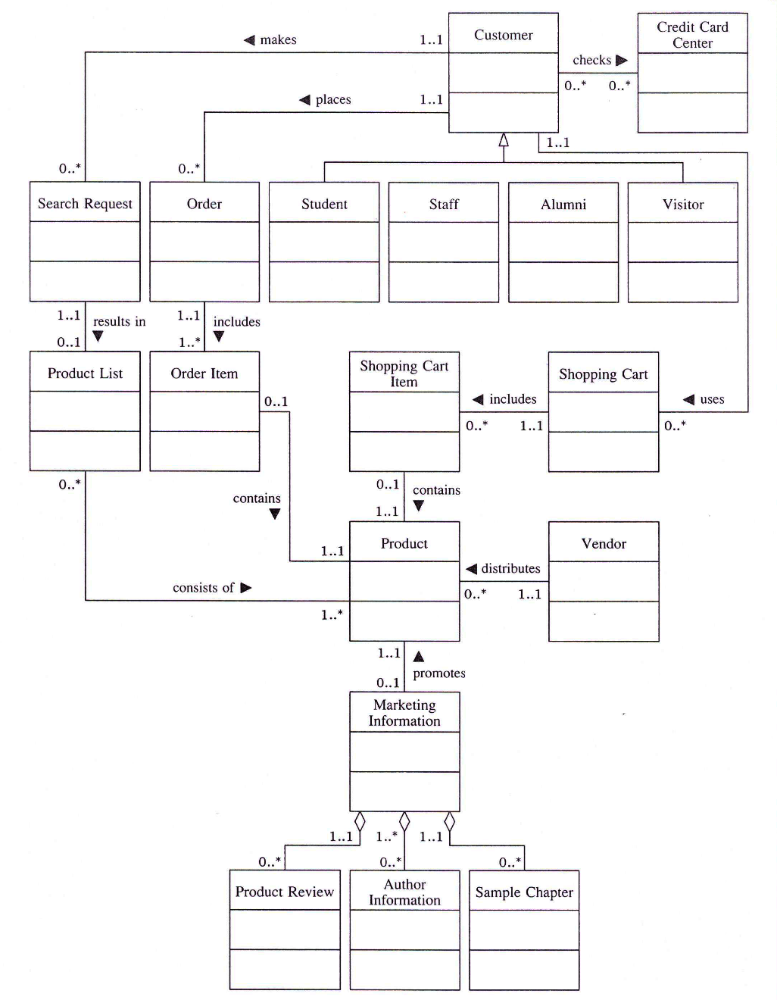 Customer
Credit Card
Center
◀ makes
1..1
checks ▶
0..*
0..*
◀ places
1..1
1..1
0..*
0..*
Search Request
Order
Student
Staff
Alumni
Visitor
1..1
results in
▼
0..1
1..1
includes
▼
1..*
Product List
Order Item
Shopping Cart
Item
Shopping Cart
◀ includes
0..*
1..1
◀ uses
0..*
0..1
0..*
contains
▼
0..1
contains
▼
1..1
1..1
Product
Vendor
◀ distributes
0..*
1..1
consists of ▶
1..*
1..1
▲
promotes
0..1
Marketing
Information
1..1
1..*
1..1
0..*
0..*
0..*
Product Review
Author
Information
Sample Chapter